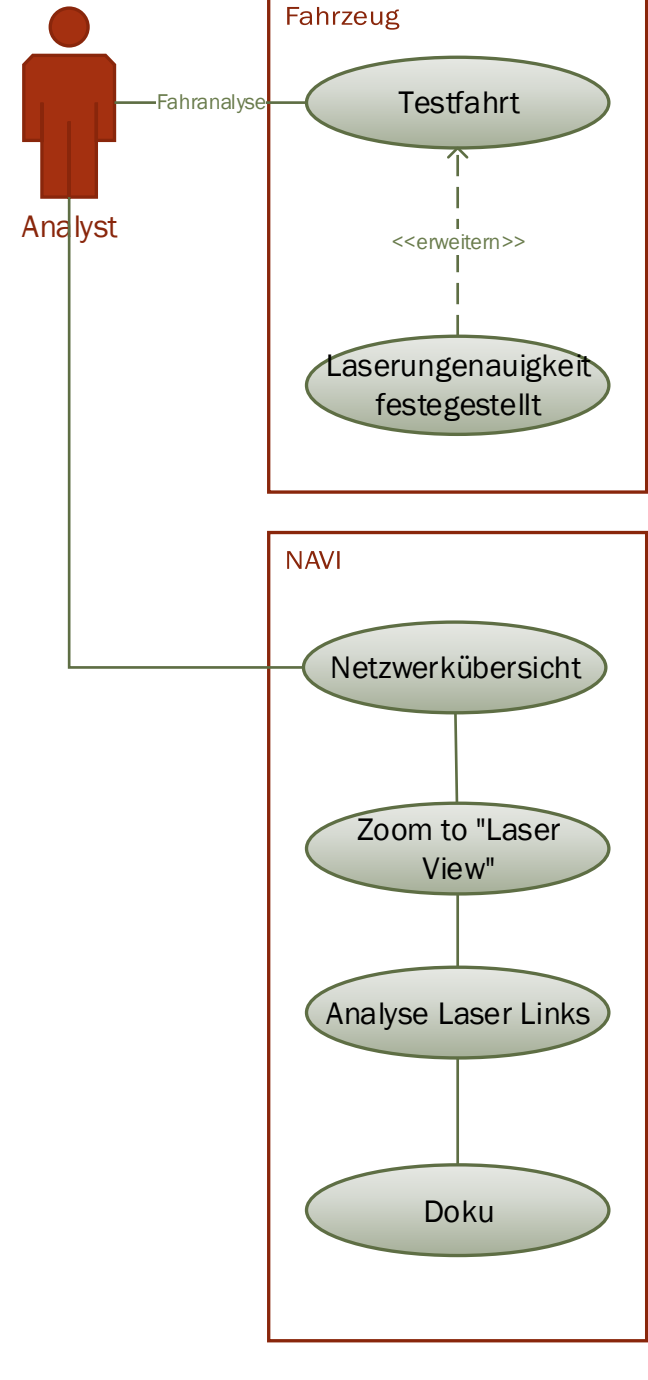 Fahrzeug
Fahranalyse
Testfahrt
Analyst
<<erweitern>>
Laserungenauigkeit
festegestellt
NAVI
Netzwerkübersicht
Zoom to "Laser
View"
Analyse Laser Links
Doku